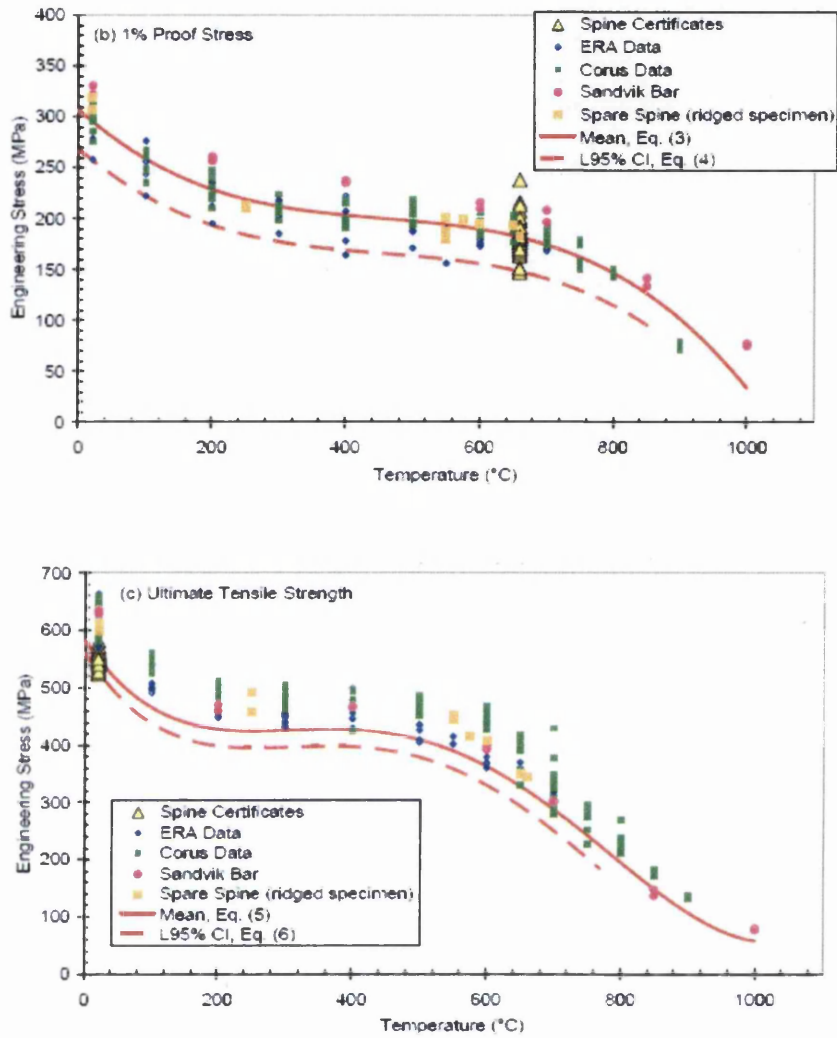 (b) 1% Proof Stress
Spine Certificates
ERA Data
Corus Data
Sandvik Bar
Spare Spine (ridged specimen)
Mean, Eq. (3)
L95% CI, Eq. (4)
Engineering Stress (MPa)
400
350
300
250
200
150
100
50
0
0 200 400 600 800 1000
Temperature (°C)
(c) Ultimate Tensile Strength
Engineering Stress (MPa)
700
600
500
400
300
200
100
0
Spine Certificates
ERA Data
Corus Data
Sandvik Bar
Spare Spine (ridged specimen)
Mean, Eq. (5)
L95% CI, Eq. (6)
0 200 400 600 800 1000
Temperature (°C)